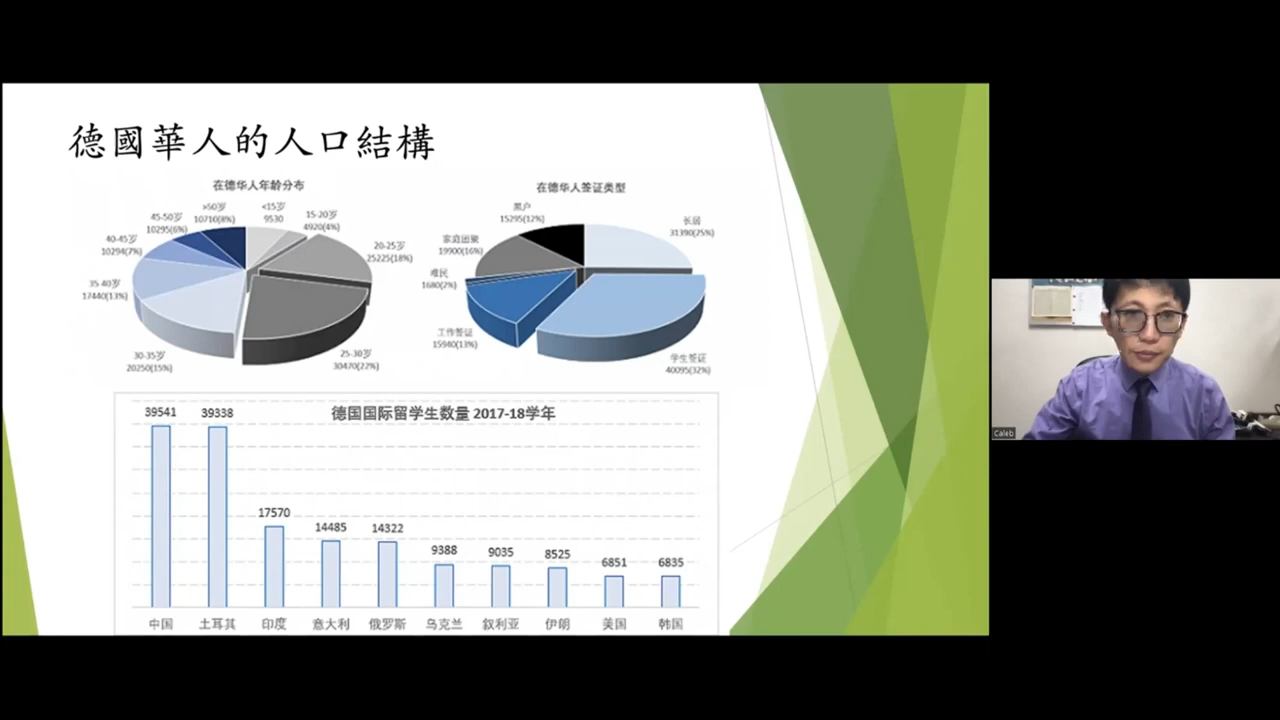 德國華人的人口結構
在德华人年龄分布
>50岁
10710(8%)
<15岁
9530
15-20岁
4920(4%)
45-50岁
10295(6%)
40-45岁
10294(7%)
20-25岁
25225(18%)
35-40岁
17440(13%)
30-35岁
20250(15%)
25-30岁
30470(22%)
在德华人签证类型
黑户
15295(12%)
长居
31390(25%)
家庭团聚
19900(16%)
难民
1680(2%)
工作签证
15940(13%)
学生签证
40095(32%)
德国国际留学生数量 2017-18学年
39541
39338
17570
14485
14322
9388
9035
8525
6851
6835
中国
土耳其
印度
意大利
俄罗斯
乌克兰
叙利亚
伊朗
美国
韩国
Caleb